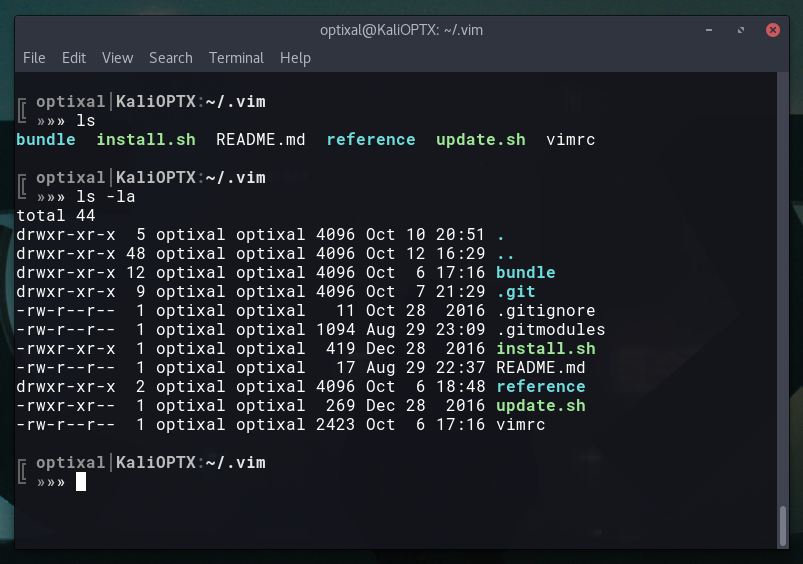 optixal@KaliOPTX: ~/.vim
File Edit View Search Terminal Help
╔ optixal|KaliOPTX:~/.vim
╚ »»» ls
bundle  install.sh  README.md  reference  update.sh  vimrc
╔ optixal|KaliOPTX:~/.vim
╚ »»» ls -la
total 44
drwxr-xr-x  5 optixal optixal 4096 Oct 10 20:51 .
drwxr-xr-x 48 optixal optixal 4096 Oct 12 16:29 ..
drwxr-xr-x 12 optixal optixal 4096 Oct  6 17:16 bundle
drwxr-xr-x  9 optixal optixal 4096 Oct  7 21:29 .git
-rw-r--r--  1 optixal optixal   11 Oct 28  2016 .gitignore
-rw-r--r--  1 optixal optixal 1094 Aug 29 23:09 .gitmodules
-rwxr-xr-x  1 optixal optixal  419 Dec 28  2016 install.sh
-rw-r--r--  1 optixal optixal   17 Aug 29 22:37 README.md
drwxr-xr-x  2 optixal optixal 4096 Oct  6 18:48 reference
-rwxr-xr--  1 optixal optixal  269 Dec 28  2016 update.sh
-rw-r--r--  1 optixal optixal 2423 Oct  6 17:16 vimrc
╔ optixal|KaliOPTX:~/.vim
╚ »»»